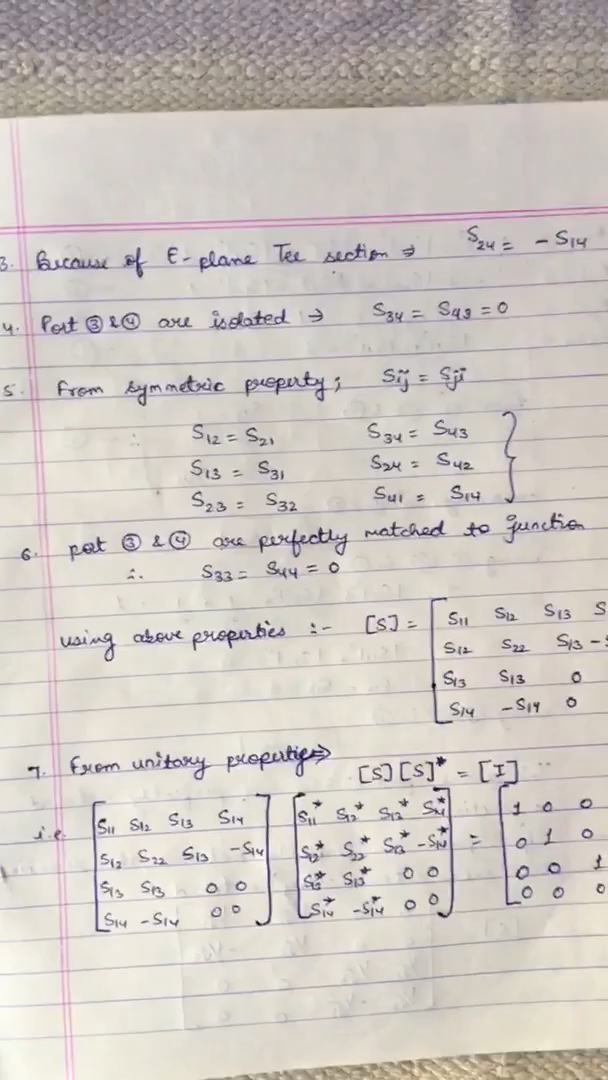 3. Because of E-plane Tee section ⇒ S24 = - S14
4. Port ③ & ④ are isolated ⇒ S34 = S43 = 0
5. From symmetric property; Sij = Sji
∴ S12 = S21 S34 = S43
S13 = S31 S24 = S42
S23 = S32 S41 = S14
6. port ③ & ④ are perfectly matched to junction
∴ S33 = S44 = 0
using above properties :- [S] = [S11 S12 S13 S
S12 S22 S13 -S
S13 S13 0
S14 -S14 0
7. From unitary properties ⇒
[S] [S]* = [I]
i.e. [S11 S12 S13 S14] [S11* S12* S13* S14*] = [1 0 0
S12 S22 S13 -S14 S12* S22* S13* -S14* 0 1 0
S13 S13 0 0 S13* S13* 0 0 0 0 1
S14 -S14 0 0 S14* -S14* 0 0 0 0 0